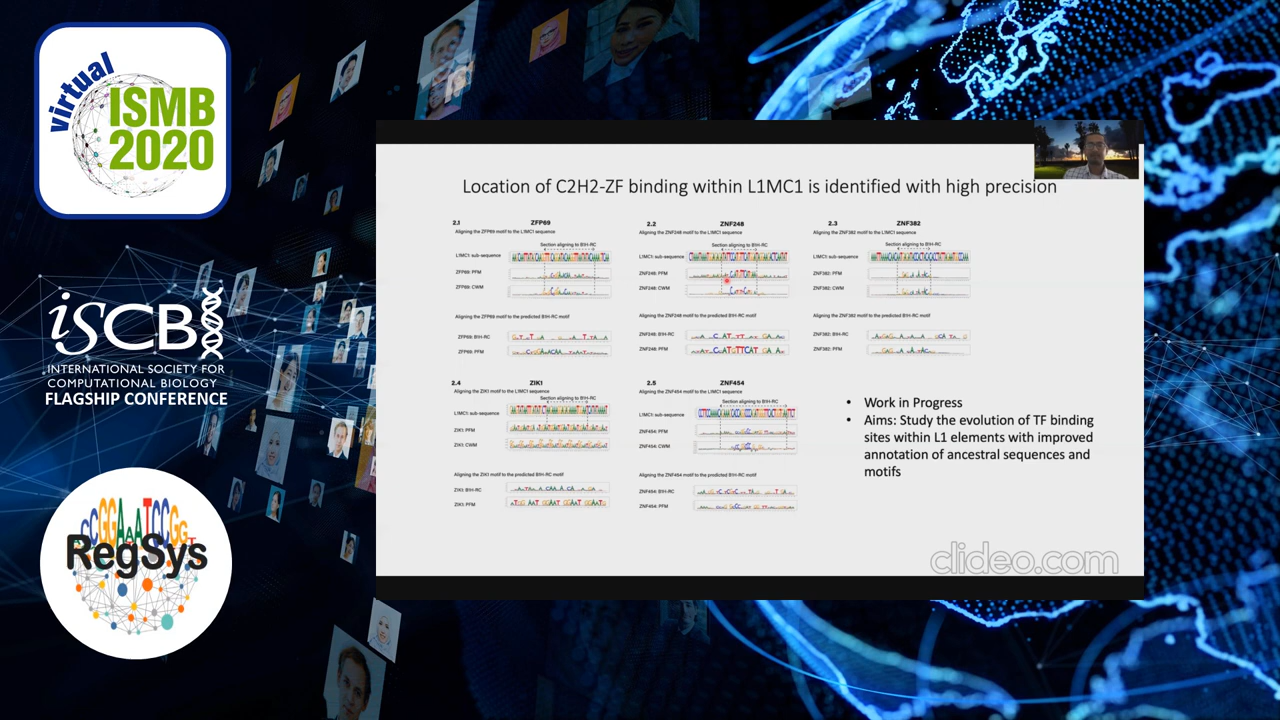 virtual
ISMB
2020
iSCB
INTERNATIONAL SOCIETY FOR
COMPUTATIONAL BIOLOGY
FLAGSHIP CONFERENCE
CCGGAAATCCGGT
RegSys
Location of C2H2-ZF binding within L1MC1 is identified with high precision
2.1 ZFP69
Aligning the ZFP69 motif to the L1MC1 sequence
Section aligning to B1H-RC
L1MC1: sub-sequence
ZFP69: PFM
ZFP69: CWM
Aligning the ZFP69 motif to the predicted B1H-RC motif
ZFP69: B1H-RC
ZFP69: PFM
2.2 ZNF248
Aligning the ZNF248 motif to the L1MC1 sequence
Section aligning to B1H-RC
L1MC1: sub-sequence
ZNF248: PFM
ZNF248: CWM
Aligning the ZNF248 motif to the predicted B1H-RC motif
ZNF248: B1H-RC
ZNF248: PFM
2.3 ZNF382
Aligning the ZNF382 motif to the L1MC1 sequence
Section aligning to B1H-RC
L1MC1: sub-sequence
ZNF382: PFM
ZNF382: CWM
Aligning the ZNF382 motif to the predicted B1H-RC motif
ZNF382: B1H-RC
ZNF382: PFM
2.4 ZIK1
Aligning the ZIK1 motif to the L1MC1 sequence
Section aligning to B1H-RC
L1MC1: sub-sequence
ZIK1: PFM
ZIK1: CWM
Aligning the ZIK1 motif to the predicted B1H-RC motif
ZIK1: B1H-RC
ZIK1: PFM
2.5 ZNF454
Aligning the ZNF454 motif to the L1MC1 sequence
Section aligning to B1H-RC
L1MC1: sub-sequence
ZNF454: PFM
ZNF454: CWM
Aligning the ZNF454 motif to the predicted B1H-RC motif
ZNF454: B1H-RC
ZNF454: PFM
• Work in Progress
• Aims: Study the evolution of TF binding
sites within L1 elements with improved
annotation of ancestral sequences and
motifs
clideo.com